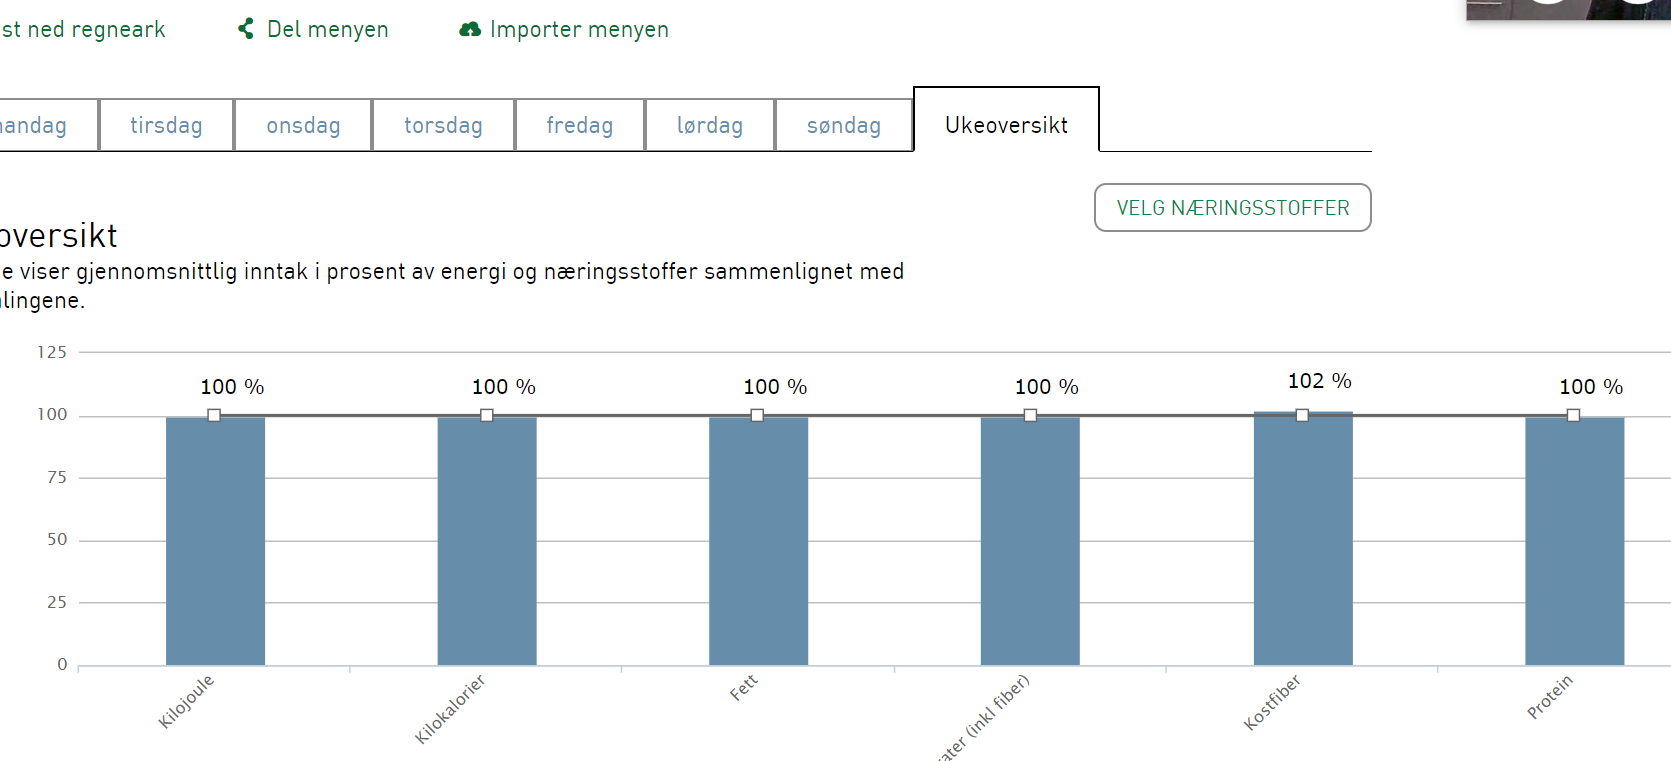 st ned regneark
Del menyen
Importer menyen
andag
tirsdag
onsdag
torsdag
fredag
lørdag
søndag
Ukeoversikt
VELG NÆRINGSSTOFFER
oversikt
e viser gjennomsnittlig inntak i prosent av energi og næringsstoffer sammenlignet med
lingene.
125
100 %
100 %
100 %
100 %
102 %
100 %
100
75
50
25
0
Kilojoule
Kilokalorier
Fett
ater (inkl fiber)
Kostfiber
Protein